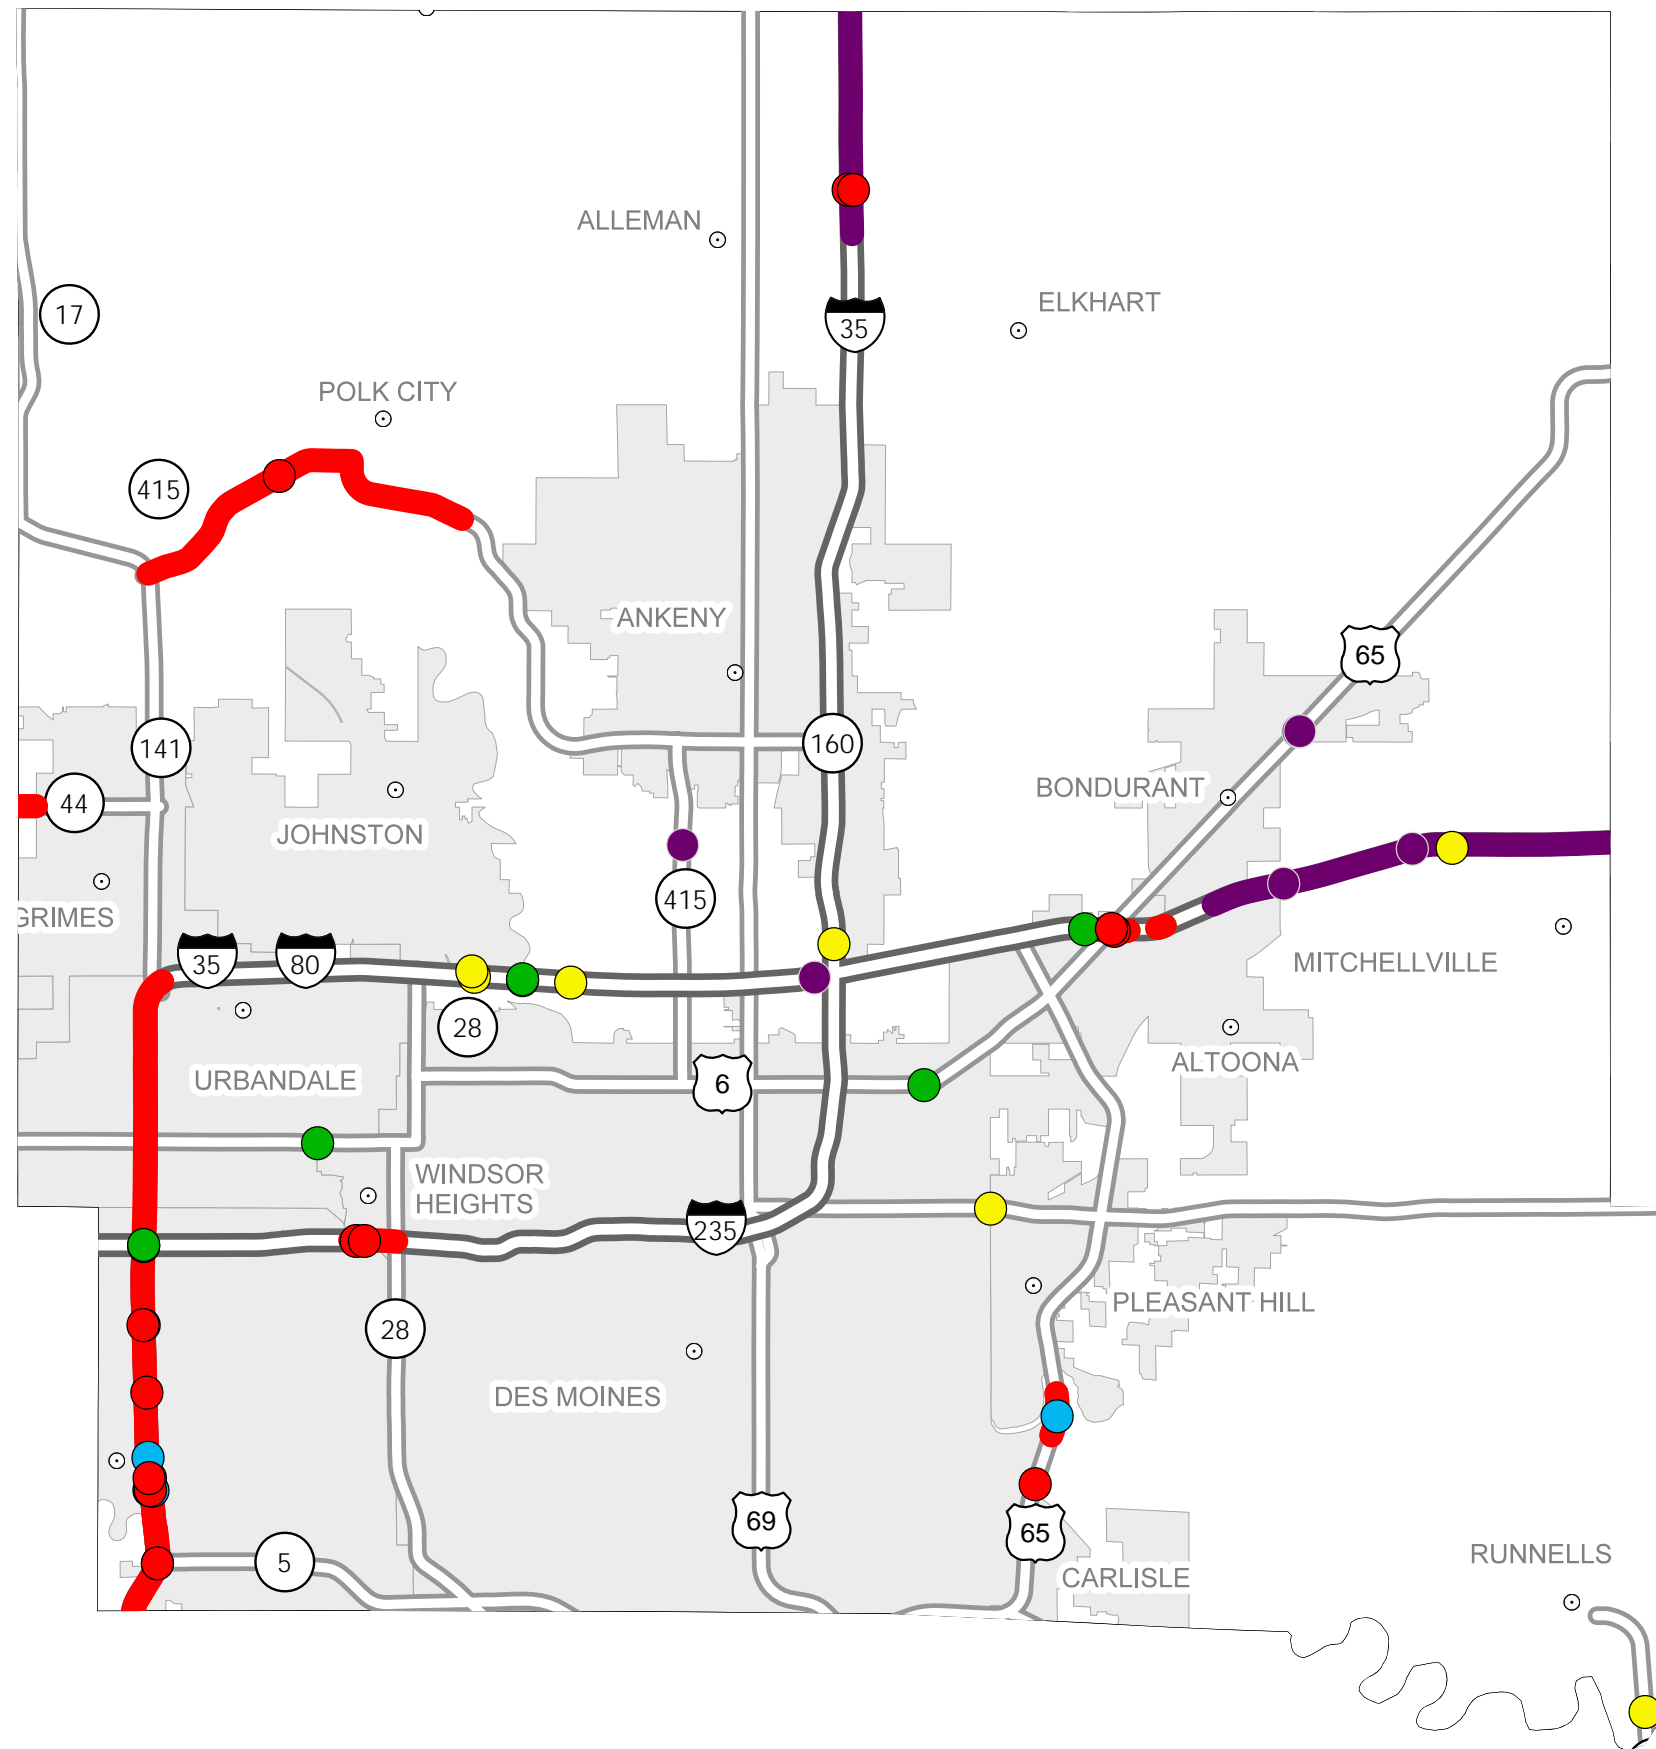 ALLEMAN
ELKHART
17
35
POLK CITY
415
ANKENY
65
141
160
44
BONDURANT
JOHNSTON
415
GRIMES
35
80
MITCHELLVILLE
28
ALTOONA
URBANDALE
6
WINDSOR
HEIGHTS
235
PLEASANT HILL
28
DES MOINES
69
65
5
RUNNELLS
CARLISLE